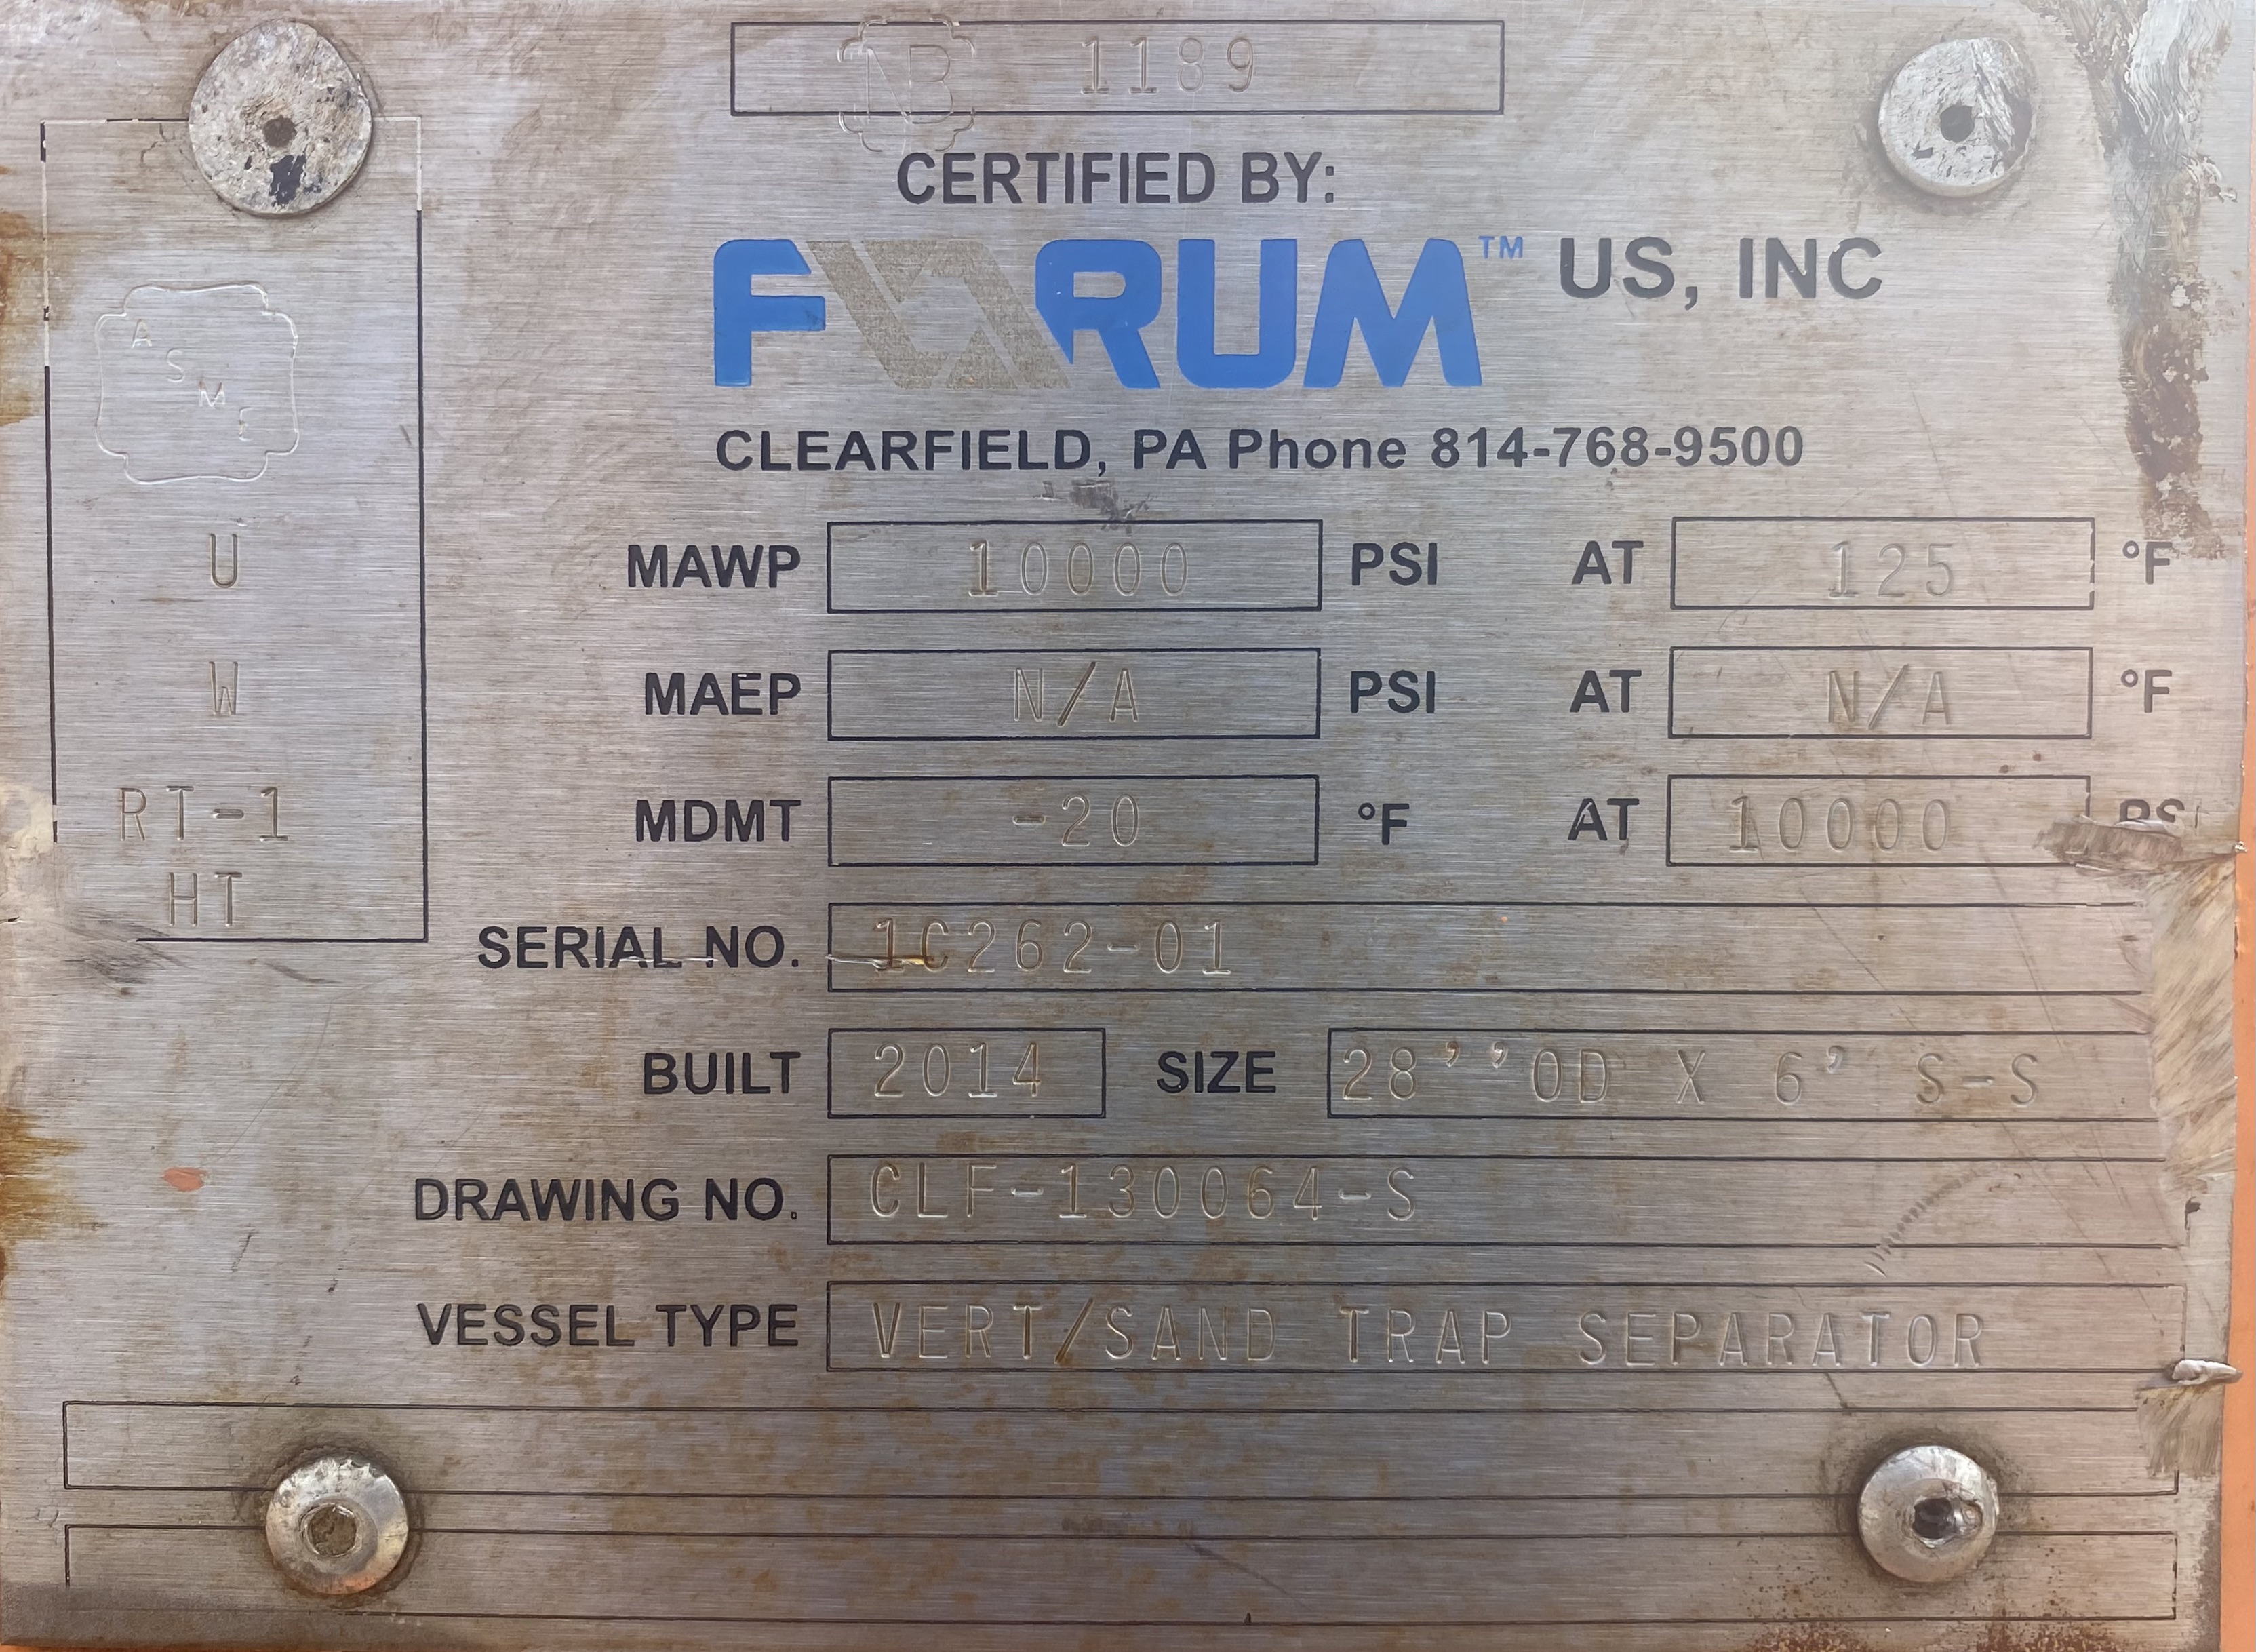 NB 1189
CERTIFIED BY:
FORUM™ US, INC
CLEARFIELD, PA Phone 814-768-9500
ASME
U
W
RT-1
HT
MAWP 10000 PSI AT 125 °F
MAEP N/A PSI AT N/A °F
MDMT -20 °F AT 10000 PSI
SERIAL NO. 1C262-01
BUILT 2014 SIZE 28’’OD X 6’ S-S
DRAWING NO. CLF-130064-S
VESSEL TYPE VERT/SAND TRAP SEPARATOR